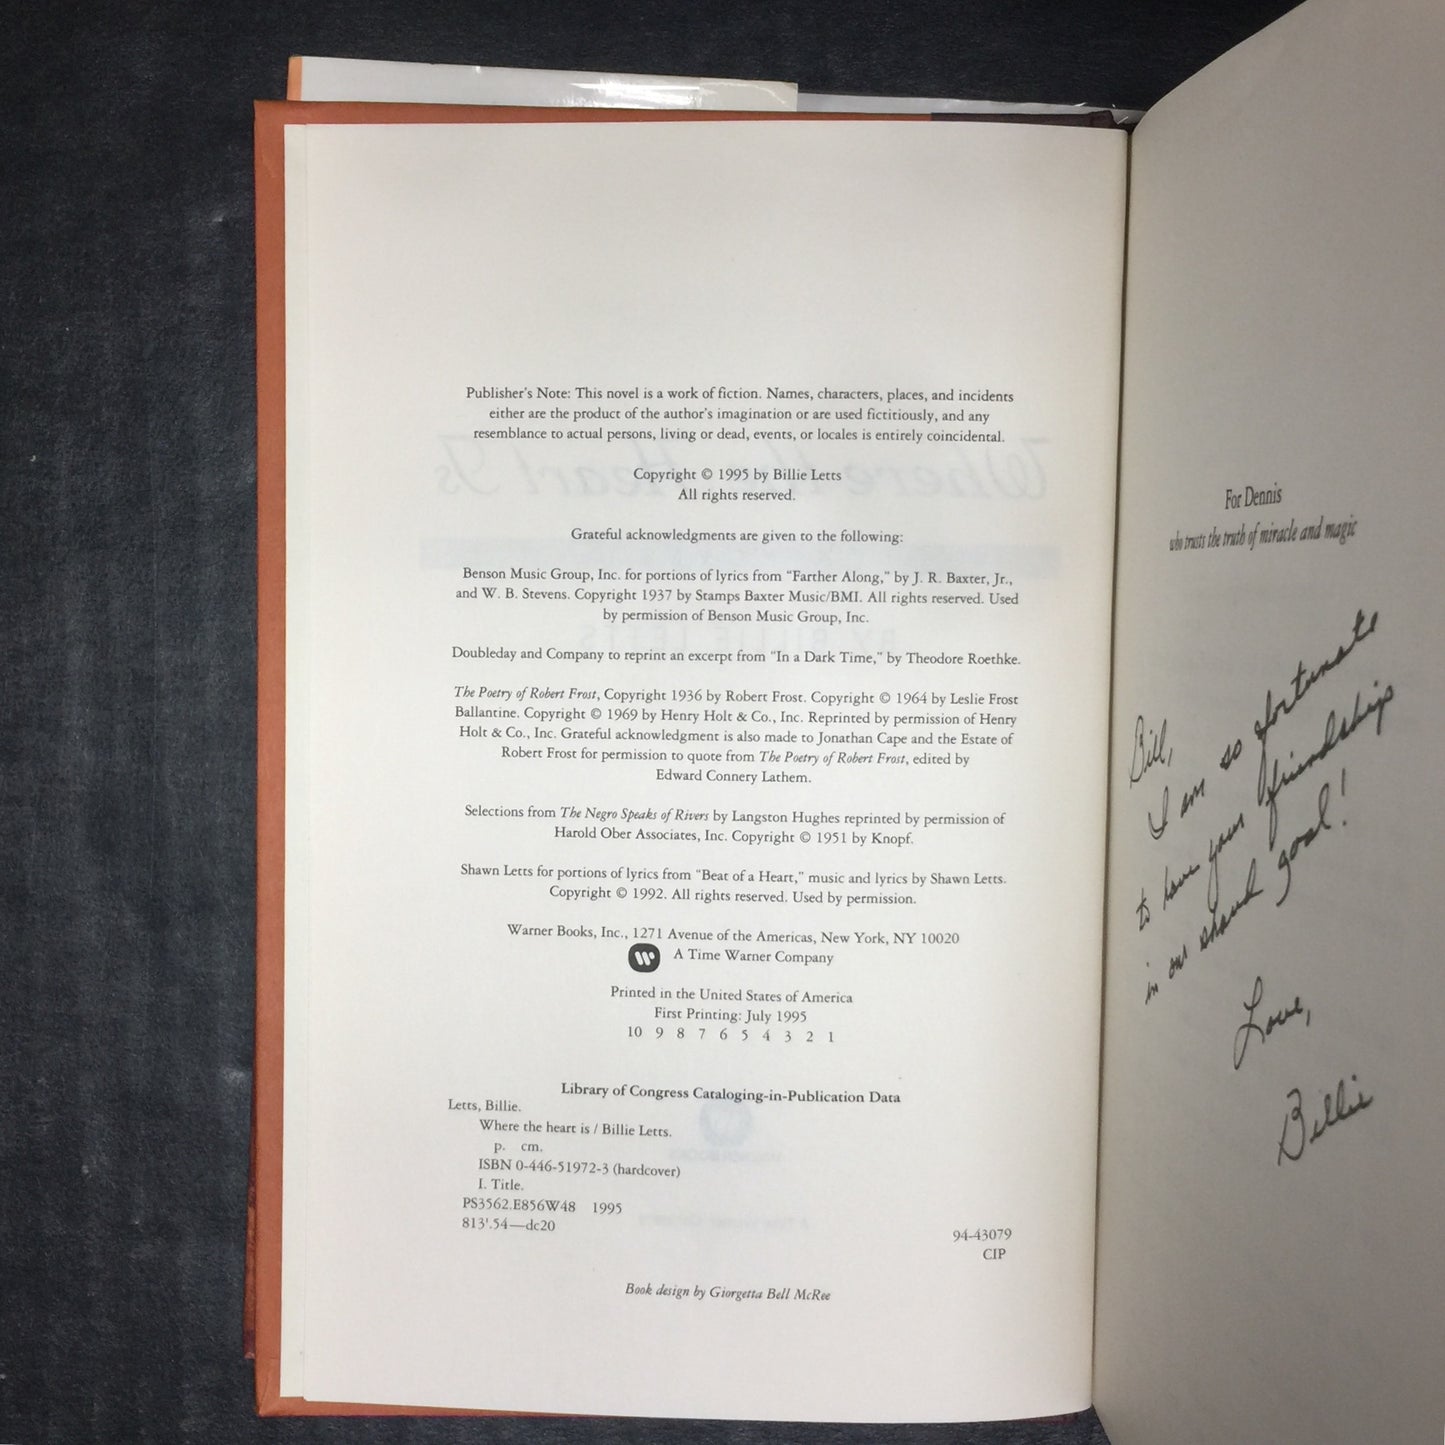 Publisher's Note: This novel is a work of fiction. Names, characters, places, and incidents
either are the product of the author's imagination or are used fictitiously, and any
resemblance to actual persons, living or dead, events, or locales is entirely coincidental.
Copyright © 1995 by Billie Letts
All rights reserved.
Grateful acknowledgments are given to the following:
Benson Music Group, Inc. for portions of lyrics from "Farther Along," by J. R. Baxter, Jr.,
and W. B. Stevens. Copyright 1937 by Stamps Baxter Music/BMI. All rights reserved. Used
by permission of Benson Music Group, Inc.
Doubleday and Company to reprint an excerpt from "In a Dark Time," by Theodore Roethke.
The Poetry of Robert Frost, Copyright 1936 by Robert Frost. Copyright © 1964 by Leslie Frost
Ballantine. Copyright © 1969 by Henry Holt & Co., Inc. Reprinted by permission of Henry
Holt & Co., Inc. Grateful acknowledgment is also made to Jonathan Cape and the Estate of
Robert Frost for permission to quote from The Poetry of Robert Frost, edited by
Edward Connery Lathem.
Selections from The Negro Speaks of Rivers by Langston Hughes reprinted by permission of
Harold Ober Associates, Inc. Copyright © 1951 by Knopf.
Shawn Letts for portions of lyrics from "Beat of a Heart," music and lyrics by Shawn Letts.
Copyright © 1992. All rights reserved. Used by permission.
Warner Books, Inc., 1271 Avenue of the Americas, New York, NY 10020
A Time Warner Company
Printed in the United States of America
First Printing: July 1995
10 9 8 7 6 5 4 3 2 1
Library of Congress Cataloging-in-Publication Data
Letts, Billie.
Where the heart is / Billie Letts.
p. cm.
ISBN 0-446-51972-3 (hardcover)
I. Title.
PS3562.E856W48 1995
813'.54—dc20
94-43079
CIP
Book design by Giorgetta Bell McRee
For Dennis
who trusts the truth of miracle and magic
Bill,
I am so fortunate
to have your friendship
in our shared goal!
Love,
Billie